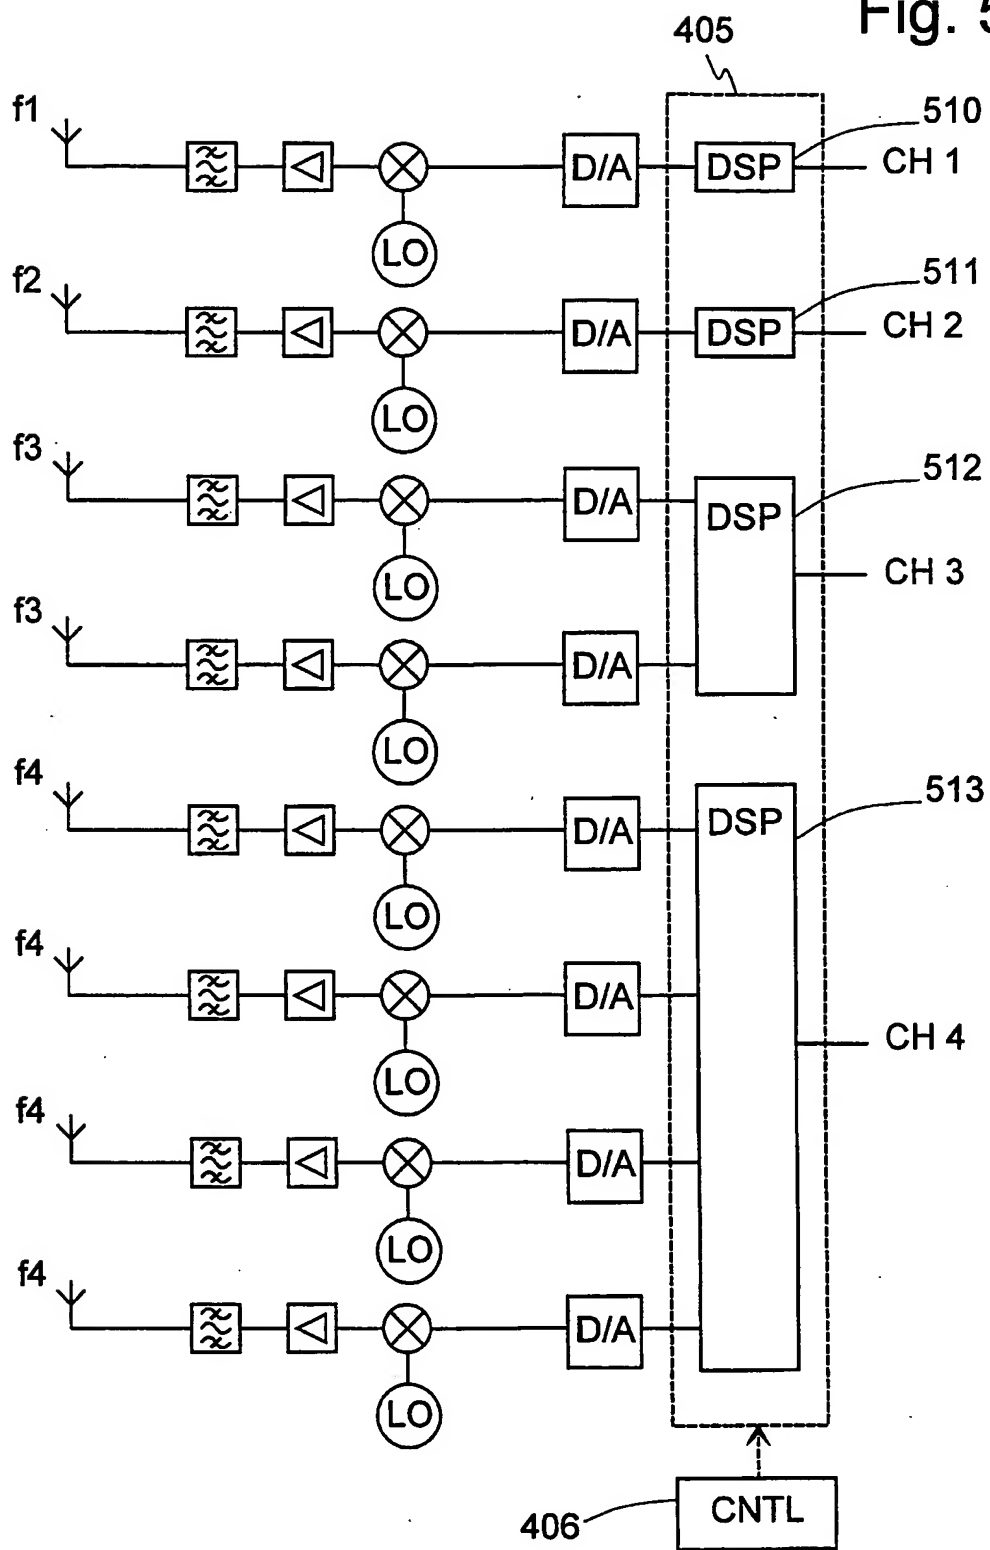 Fig. 5
405
f1
D/A
DSP
510
CH 1
LO
f2
D/A
DSP
511
CH 2
LO
f3
D/A
DSP
512
LO
CH 3
f3
D/A
LO
f4
D/A
DSP
513
LO
f4
D/A
CH 4
LO
f4
D/A
LO
f4
D/A
LO
406
CNTL